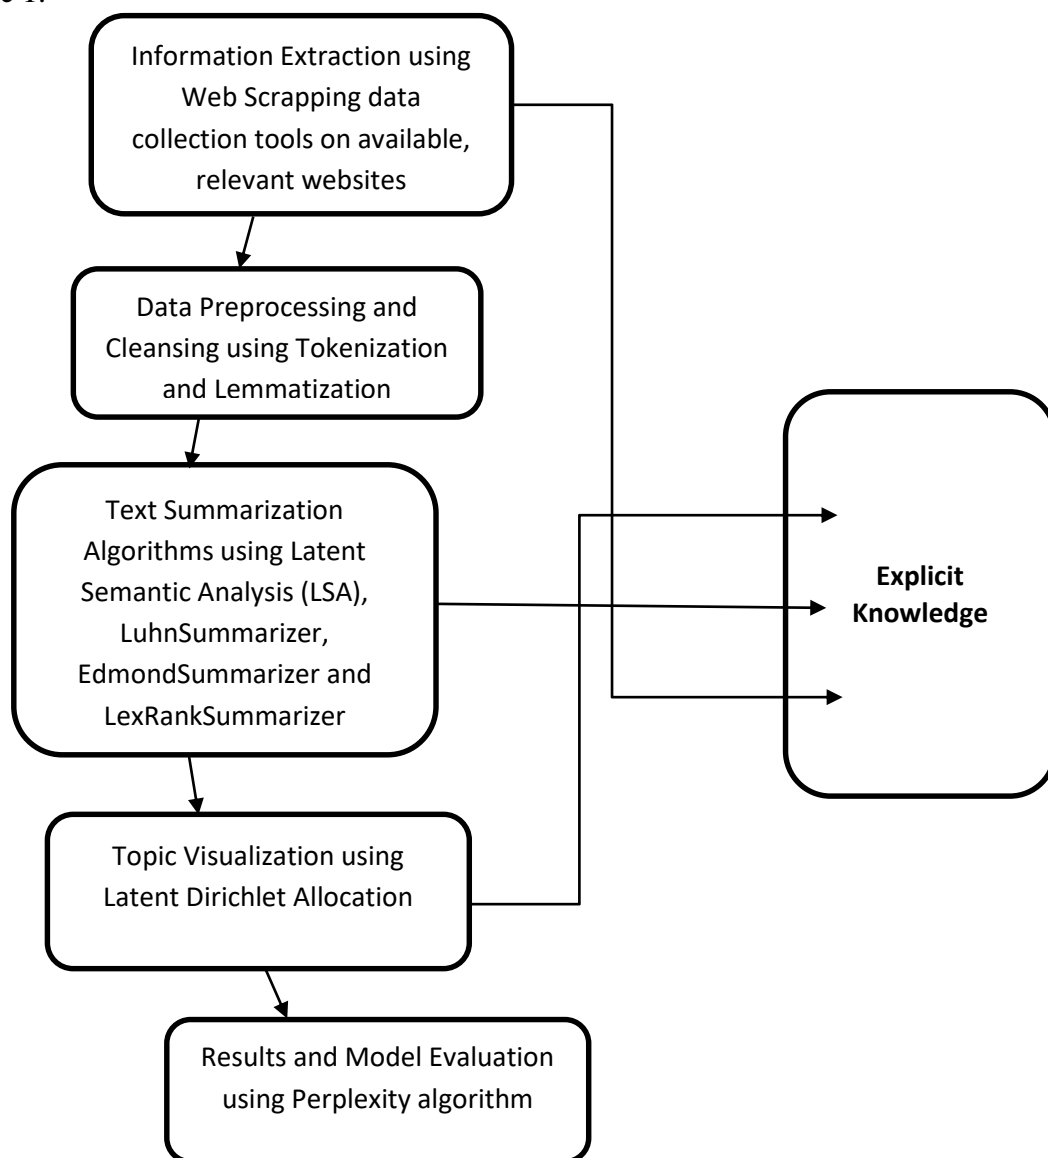 Information Extraction using
Web Scrapping data
collection tools on available,
relevant websites
Data Preprocessing and
Cleansing using Tokenization
and Lemmatization
Text Summarization
Algorithms using Latent
Semantic Analysis (LSA),
LuhnSummarizer,
EdmondSummarizer and
LexRankSummarizer
Topic Visualization using
Latent Dirichlet Allocation
Results and Model Evaluation
using Perplexity algorithm
Explicit
Knowledge